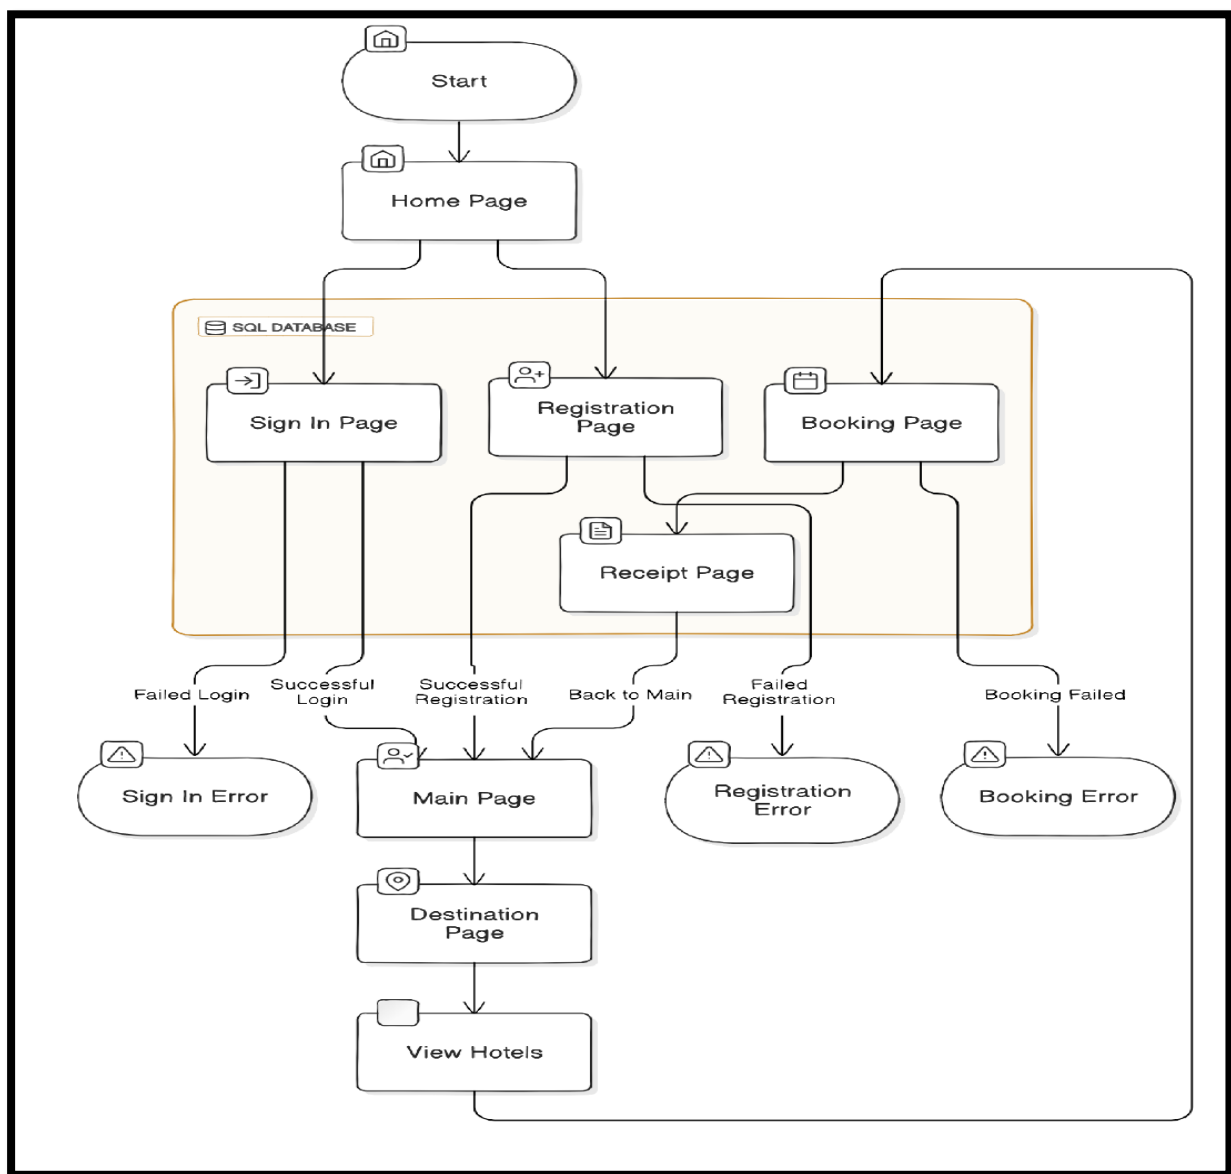 Start
Home Page
SQL DATABASE
Sign In Page
Registration
Page
Booking Page
Receipt Page
Failed Login
Successful
Login
Successful
Registration
Back to Main
Failed
Registration
Booking Failed
Sign In Error
Main Page
Registration
Error
Booking Error
Destination
Page
View Hotels